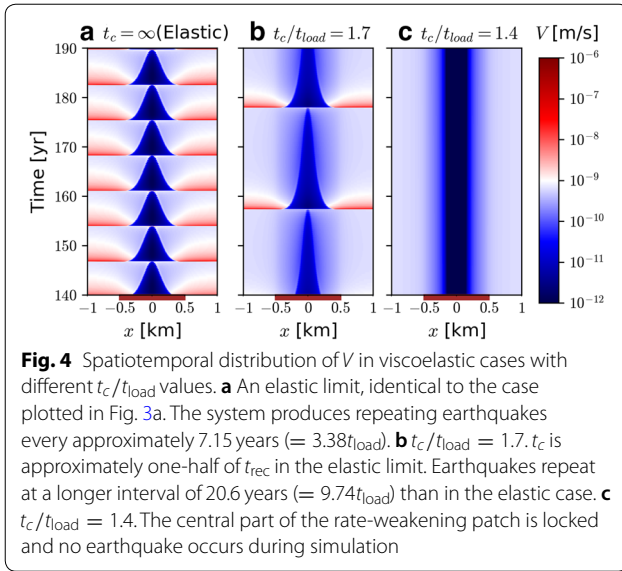 a t_c = ∞(Elastic) b t_c/t_load = 1.7 c t_c/t_load = 1.4 V [m/s]
190
180
170
160
150
140
Time [yr]
10^−6
10^−7
10^−8
10^−9
10^−10
10^−11
10^−12
−1 −0.5 0 0.5 1 −1 −0.5 0 0.5 1 −1 −0.5 0 0.5 1
x [km] x [km] x [km]
Fig. 4 Spatiotemporal distribution of V in viscoelastic cases with
different t_c/t_load values. a An elastic limit, identical to the case
plotted in Fig. 3a. The system produces repeating earthquakes
every approximately 7.15 years (= 3.38t_load). b t_c/t_load = 1.7. t_c is
approximately one-half of t_rec in the elastic limit. Earthquakes repeat
at a longer interval of 20.6 years (= 9.74t_load) than in the elastic case. c
t_c/t_load = 1.4. The central part of the rate-weakening patch is locked
and no earthquake occurs during simulation